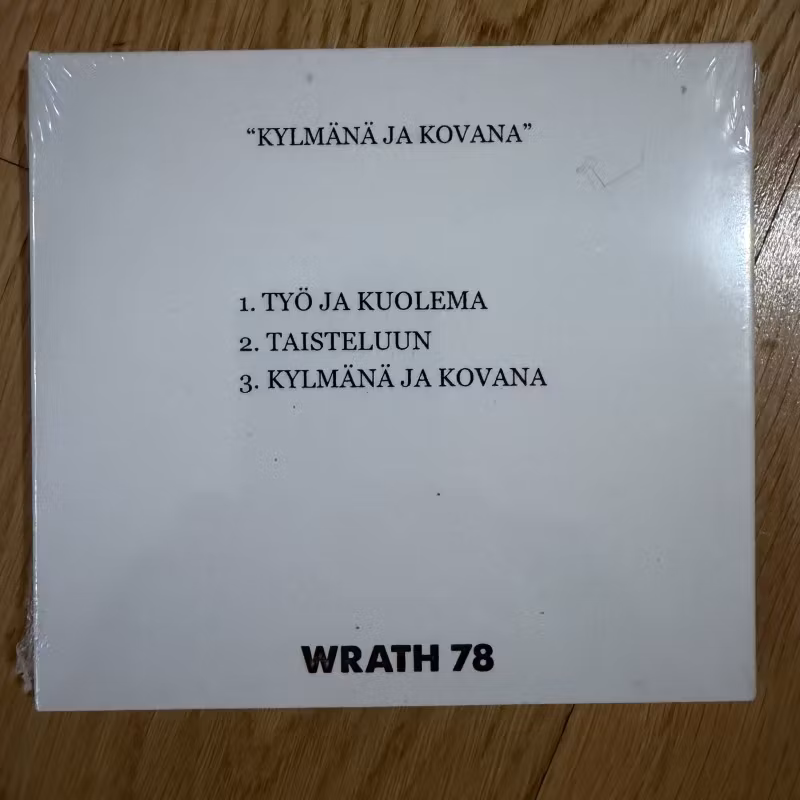 “KYLMÄNÄ JA KOVANA”
1. TYÖ JA KUOLEMA
2. TAISTELUUN
3. KYLMÄNÄ JA KOVANA
WRATH 78